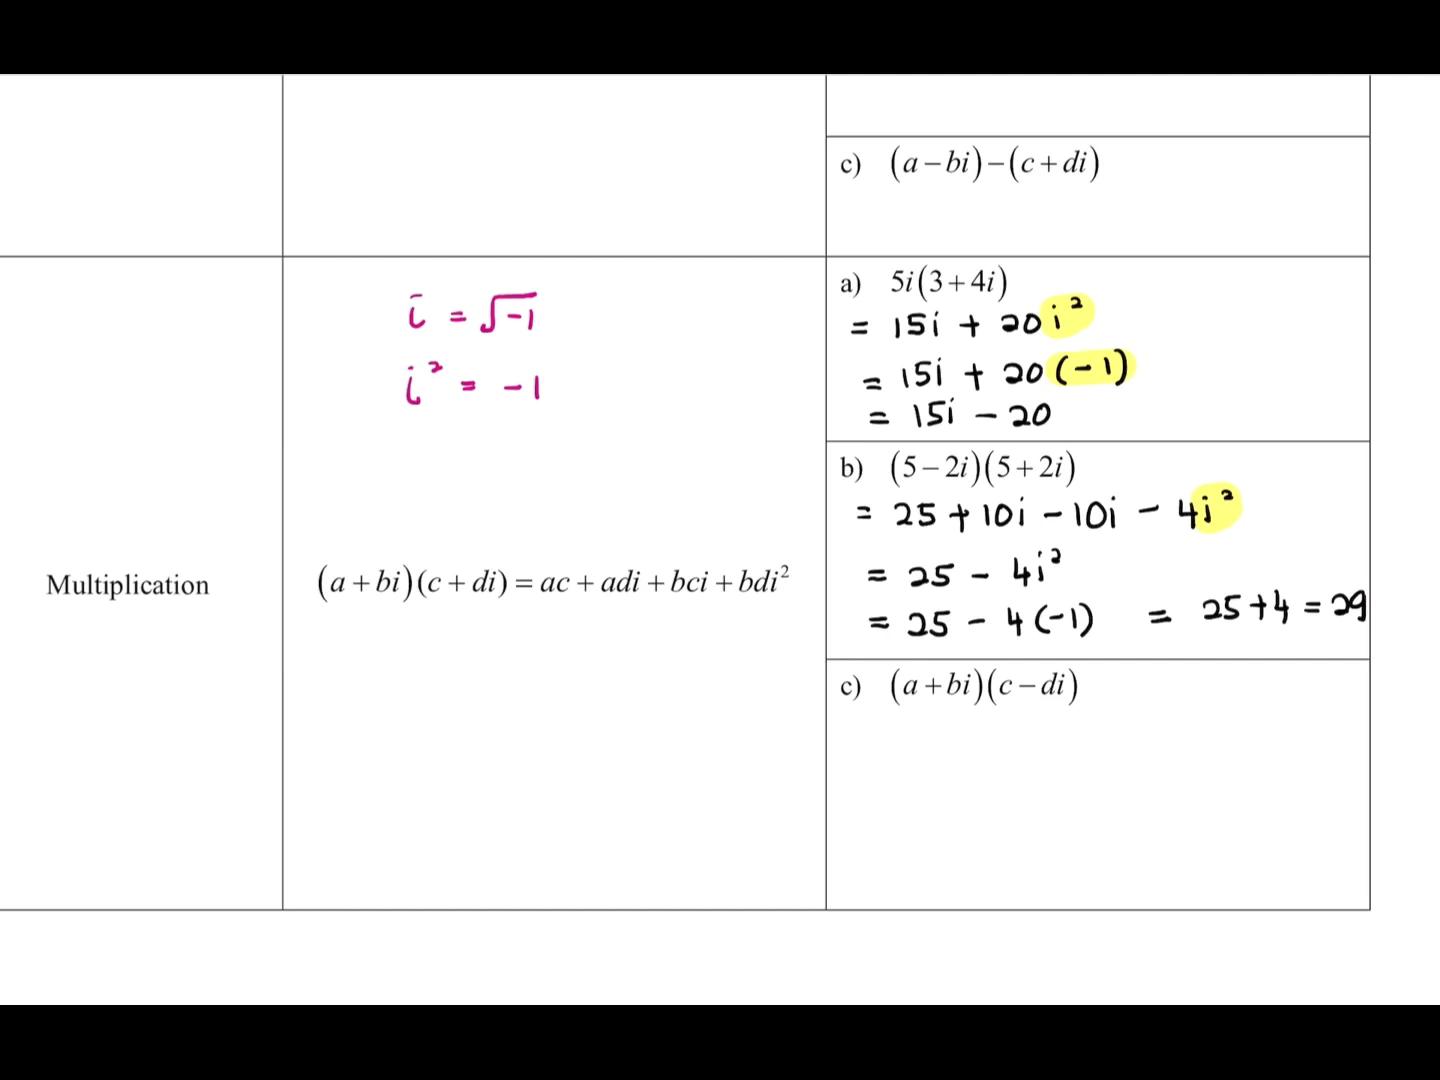 c) (a−bi)−(c+di)
i = √-1
i² = -1
a) 5i(3+4i)
= 15i + 20i²
= 15i + 20(-1)
= 15i - 20
b) (5−2i)(5+2i)
= 25 + 10i - 10i - 4i²
= 25 - 4i²
= 25 - 4(-1) = 25+4 = 29
Multiplication
(a+bi)(c+di)=ac+adi+bci+bdi²
c) (a+bi)(c−di)